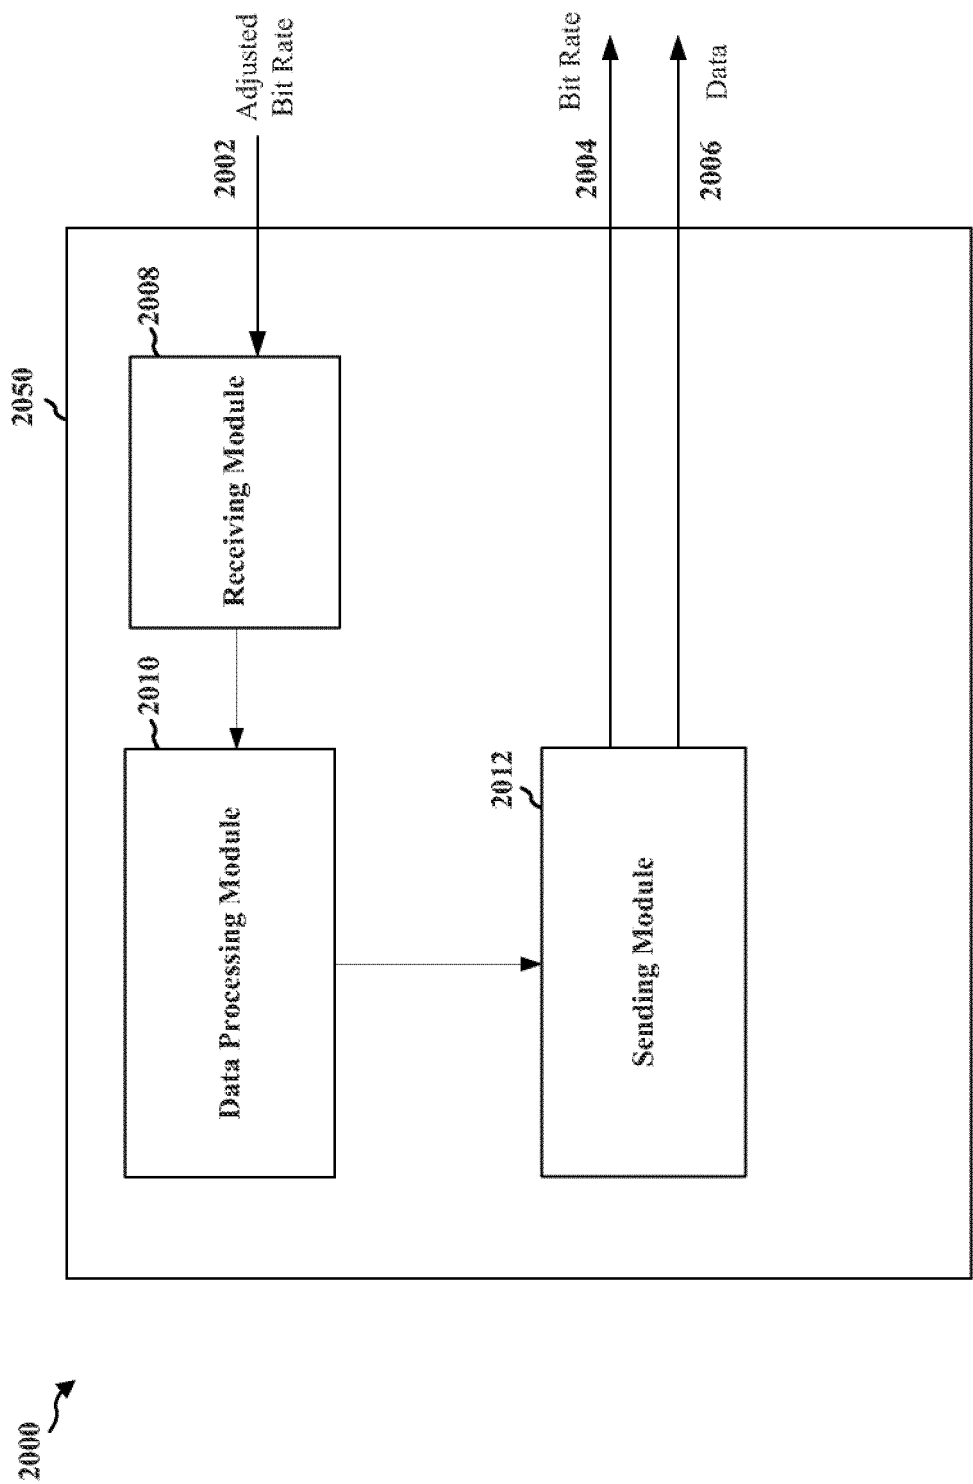 2000
2050
Data Processing Module
2010
Receiving Module
2008
2002
Adjusted
Bit Rate
Sending Module
2012
2004
Bit Rate
2006
Data